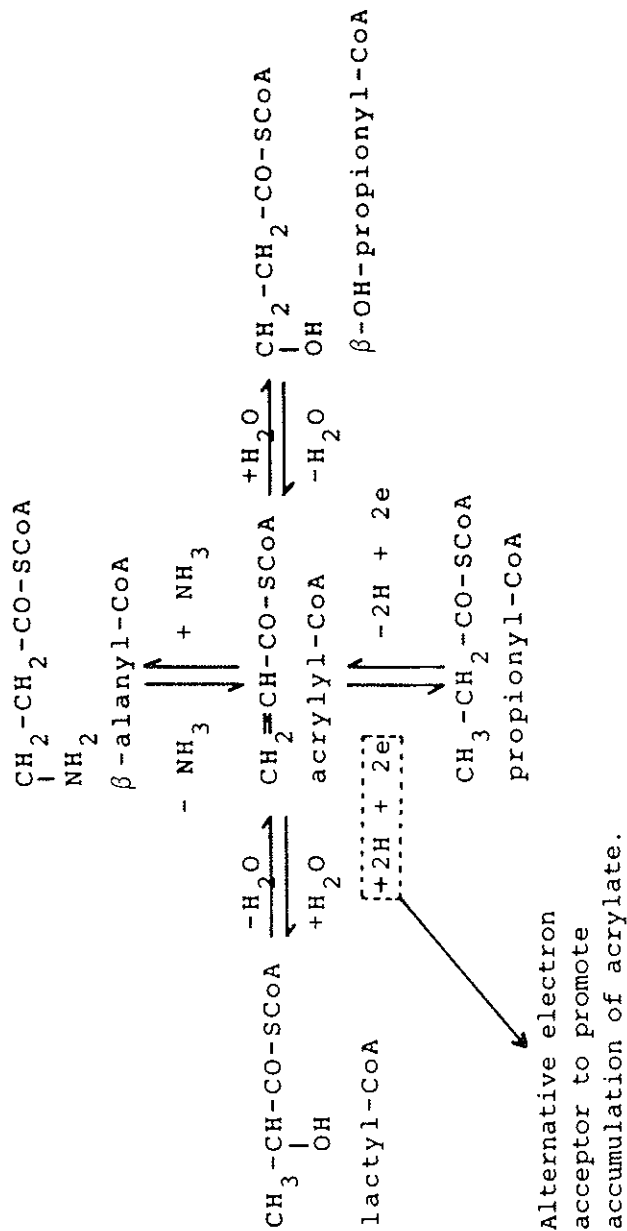 CH2-CH2-CO-SCoA
NH2
β-alanyl-CoA
- NH3
+ NH3
CH3-CH-CO-SCoA
OH
lactyl-CoA
-H2O
+H2O
CH2=CH-CO-SCoA
acrylyl-CoA
+H2O
-H2O
CH2-CH2-CO-SCoA
OH
β-OH-propionyl-CoA
+2H + 2e
-2H + 2e
CH3-CH2-CO-SCoA
propionyl-CoA
Alternative electron
acceptor to promote
accumulation of acrylate.